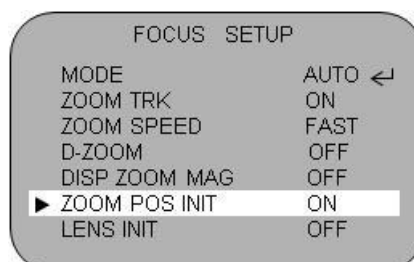 FOCUS SETUP
MODE AUTO ↵
ZOOM TRK ON
ZOOM SPEED FAST
D-ZOOM OFF
DISP ZOOM MAG OFF
► ZOOM POS INIT ON
LENS INIT OFF